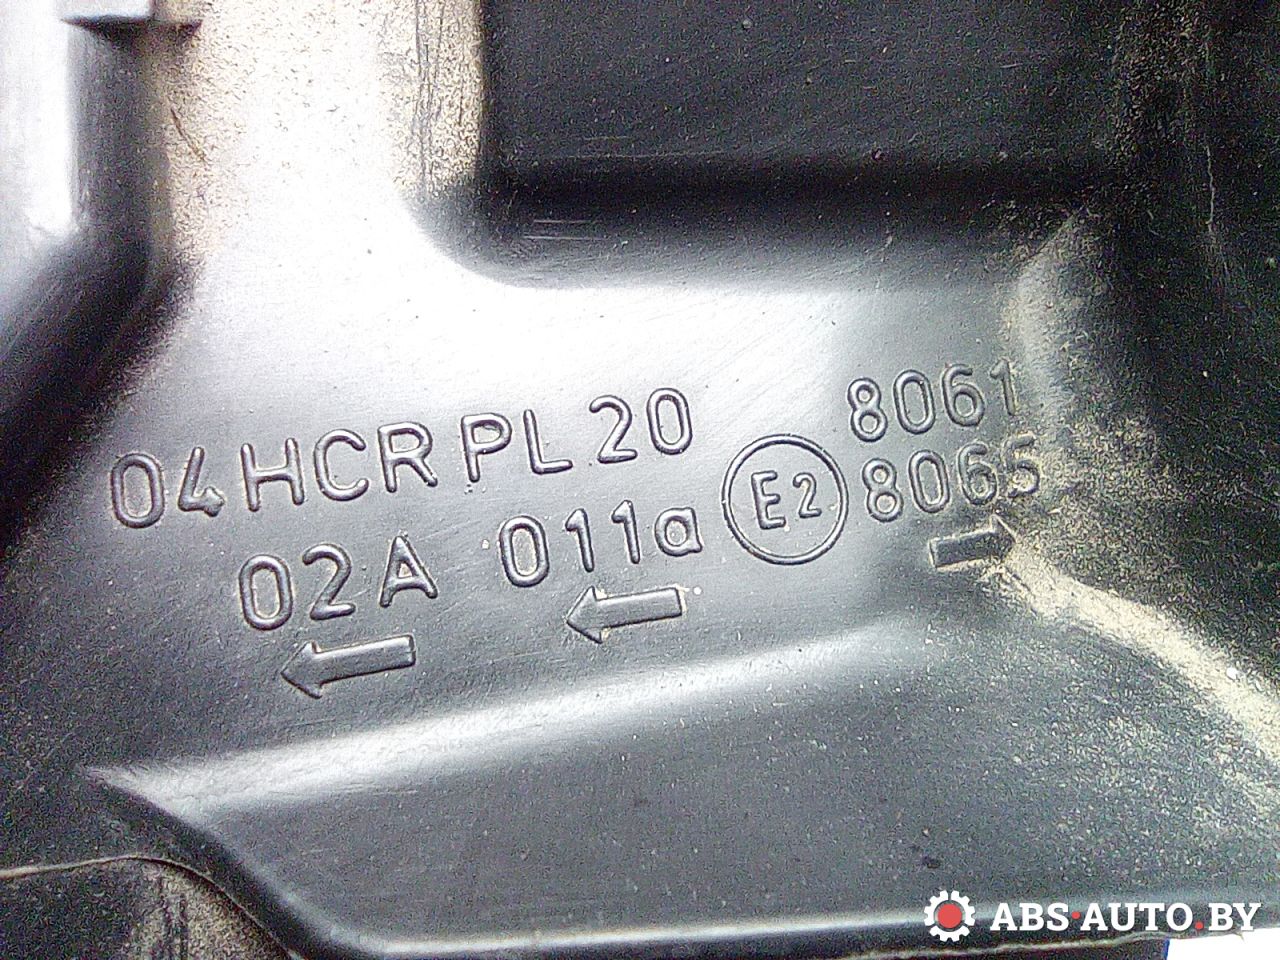 04HCR PL 20 8061
02A 011a E2 8065
ABS-AUTO.BY